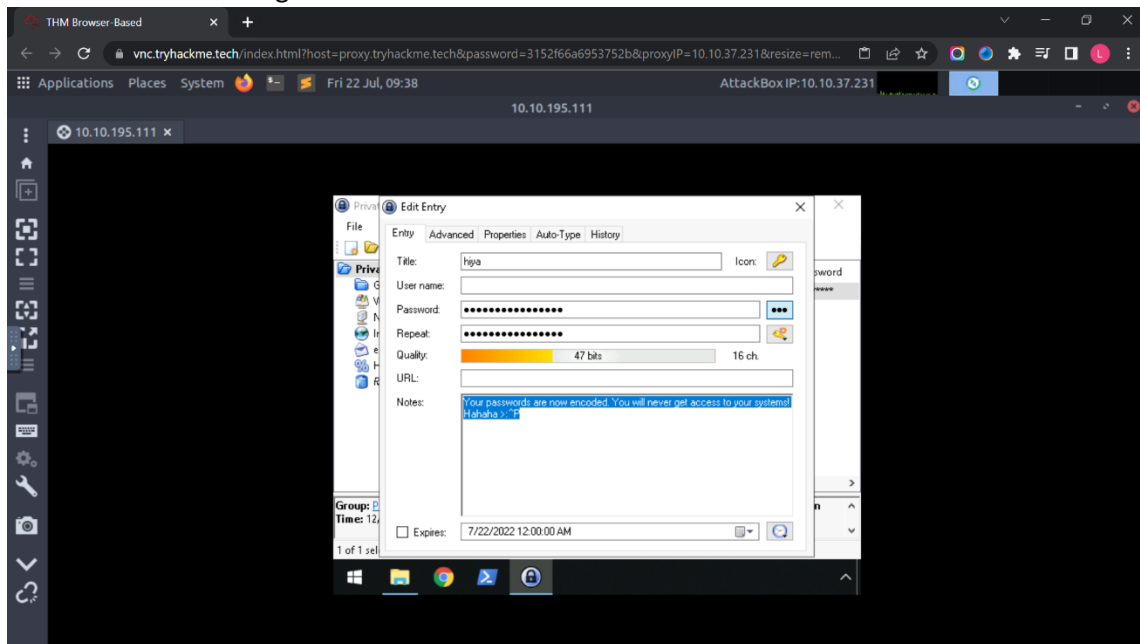 THM Browser-Based
vnc.tryhackme.tech/index.html?host=proxy.tryhackme.tech&password=3152f66a6953752b&proxyIP=10.10.37.231&resize=rem...
L
Applications Places System Fri 22 Jul, 09:38 AttackBox IP:10.10.37.231
10.10.195.111
10.10.195.111
Privat Edit Entry
File
Entry Advanced Properties Auto-Type History
Title: hiya Icon:
Priva sword
User name: ****
Password: ●●●●●●●●●●●●●●●●
Repeat: ●●●●●●●●●●●●●●●●
Quality: 47 bits 16 ch.
URL:
Notes: Your passwords are now encoded. You will never get access to your systems!
Hahaha >:^P
Group: P
Time: 12/
Expires: 7/22/2022 12:00:00 AM
1 of 1 sel